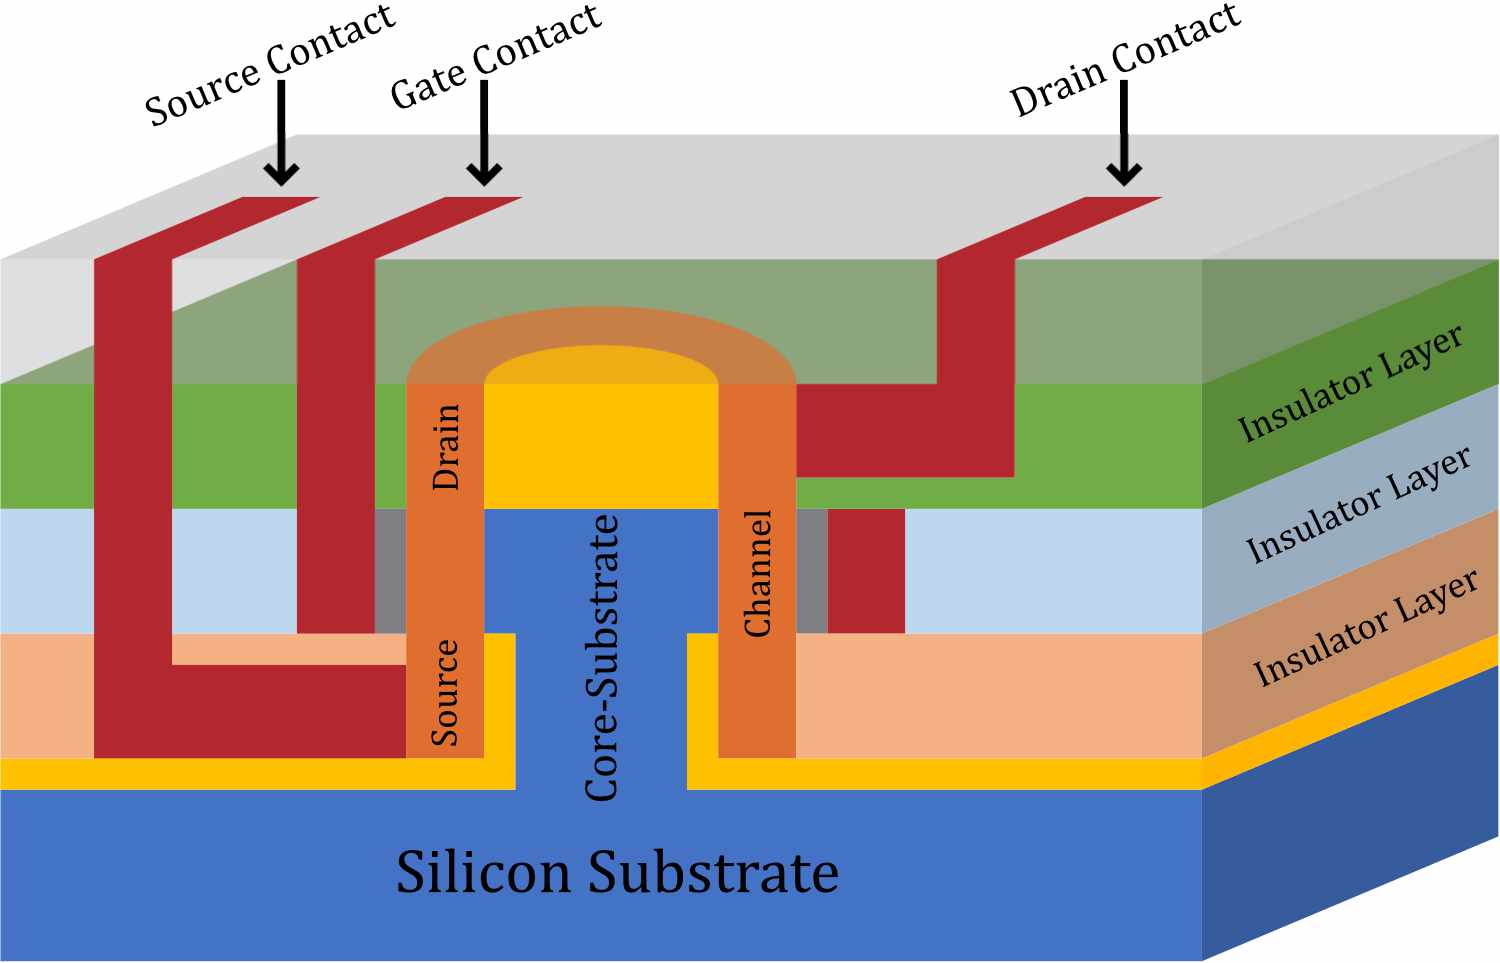 Source Contact
Gate Contact
Drain Contact
Drain
Source
Core-Substrate
Channel
Insulator Layer
Insulator Layer
Insulator Layer
Silicon Substrate